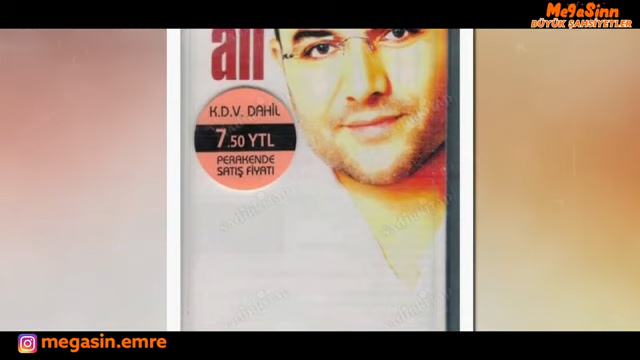 MegaSinn
BÜYÜK ŞAHSİYETLER
ali
K.D.V. DAHİL
7.50 YTL
PERAKENDE
SATIŞ FİYATI
megasin.emre